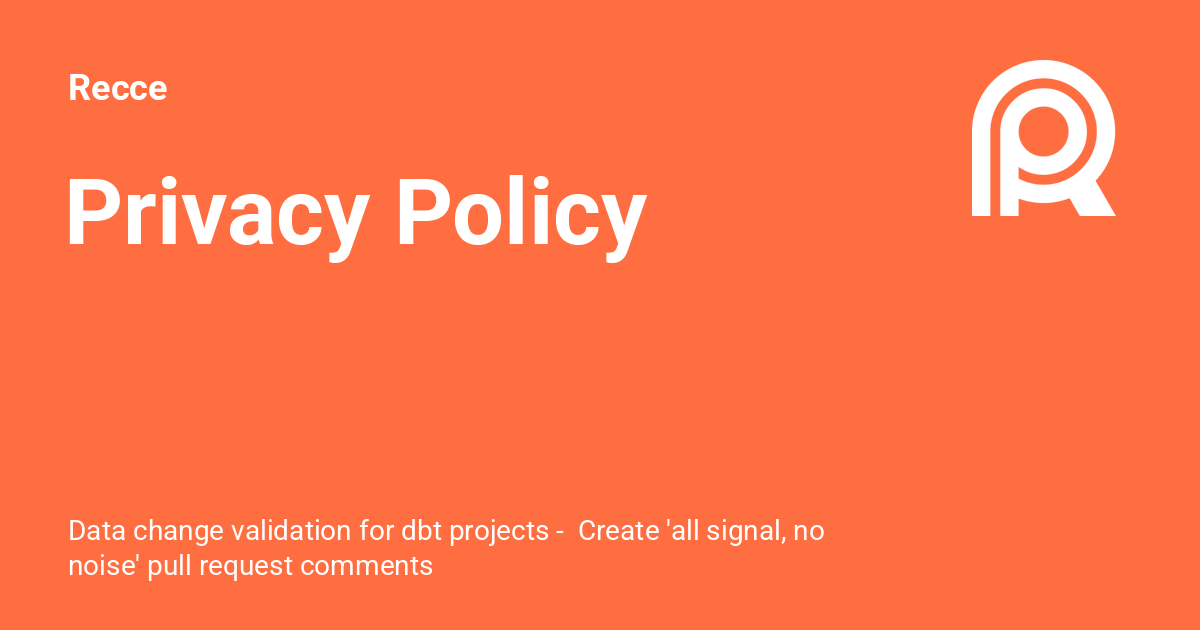 Recce
Privacy Policy
Data change validation for dbt projects -  Create 'all signal, no
noise' pull request comments